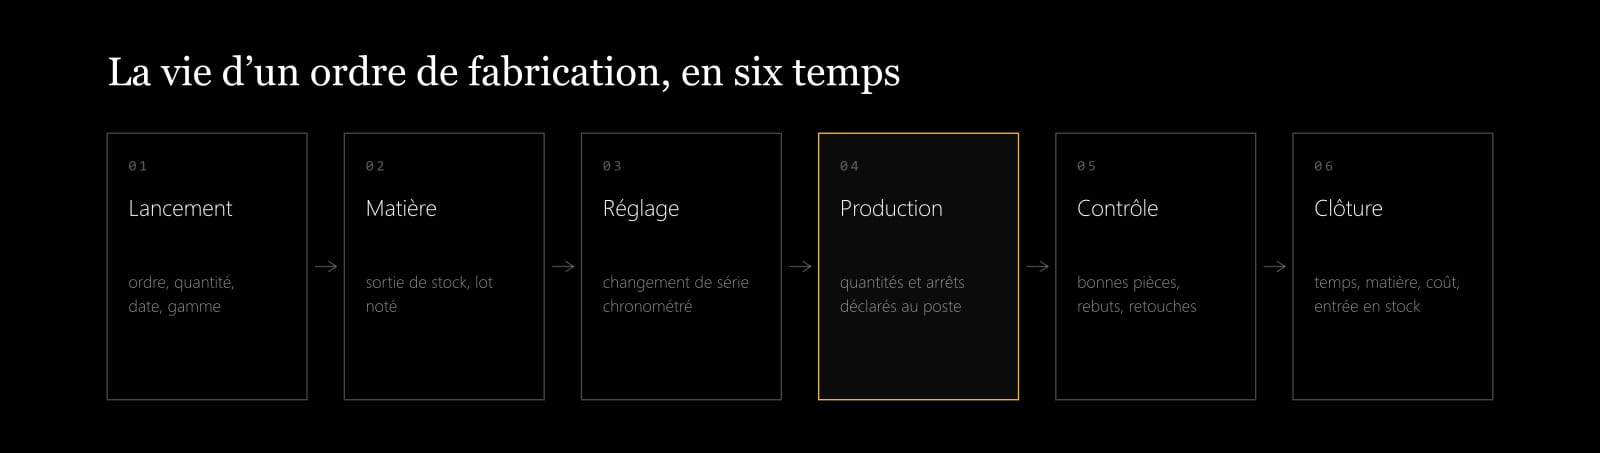 La vie d’un ordre de fabrication, en six temps
01
Lancement
ordre, quantité,
date, gamme
02
Matière
sortie de stock, lot
noté
03
Réglage
changement de série
chronométré
04
Production
quantités et arrêts
déclarés au poste
05
Contrôle
bonnes pièces,
rebuts, retouches
06
Clôture
temps, matière, coût,
entrée en stock